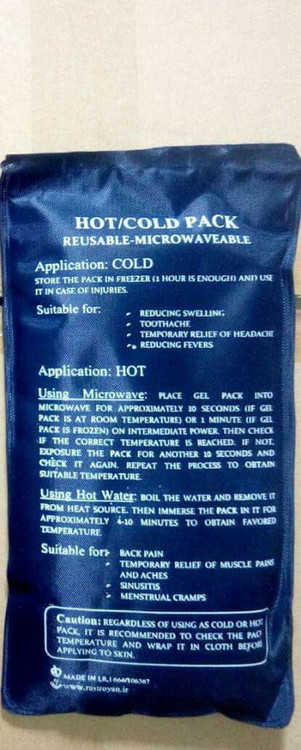 HOT/COLD PACK
REUSABLE-MICROWAVEABLE
Application: COLD
STORE THE PACK IN FREEZER (1 HOUR IS ENOUGH) AND USE
IT IN CASE OF INJURIES.
Suitable for:
REDUCING SWELLING
TOOTHACHE
TEMPORARY RELIEF OF HEADACHE
REDUCING FEVERS
Application: HOT
Using Microwave: PLACE GEL PACK INTO
MICROWAVE FOR APPROXIMATELY 10 SECONDS (IF GEL
PACK IS AT ROOM TEMPERATURE) OR 1 MINUTE (IF GEL
PACK IS FROZEN) ON INTERMEDIATE POWER. THEN CHECK
IF THE CORRECT TEMPERATURE IS REACHED. IF NOT,
EXPOSURE THE PACK FOR ANOTHER 10 SECONDS AND
CHECK IT AGAIN. REPEAT THE PROCESS TO OBTAIN
SUITABLE TEMPERATURE.
Using Hot Water: BOIL THE WATER AND REMOVE IT
FROM HEAT SOURCE. THEN IMMERSE THE PACK IN IT FOR
APPROXIMATELY 4-10 MINUTES TO OBTAIN FAVORED
TEMPERATURE.
Suitable for:
BACK PAIN
TEMPORARY RELIEF OF MUSCLE PAINS
AND ACHES
SINUSITIS
MENSTRUAL CRAMPS
Caution: REGARDLESS OF USING AS COLD OR HOT
PACK, IT IS RECOMMENDED TO CHECK THE PACK
TEMPERATURE AND WRAP IT IN CLOTH BEFORE
APPLYING TO SKIN.
MADE IN I.R.